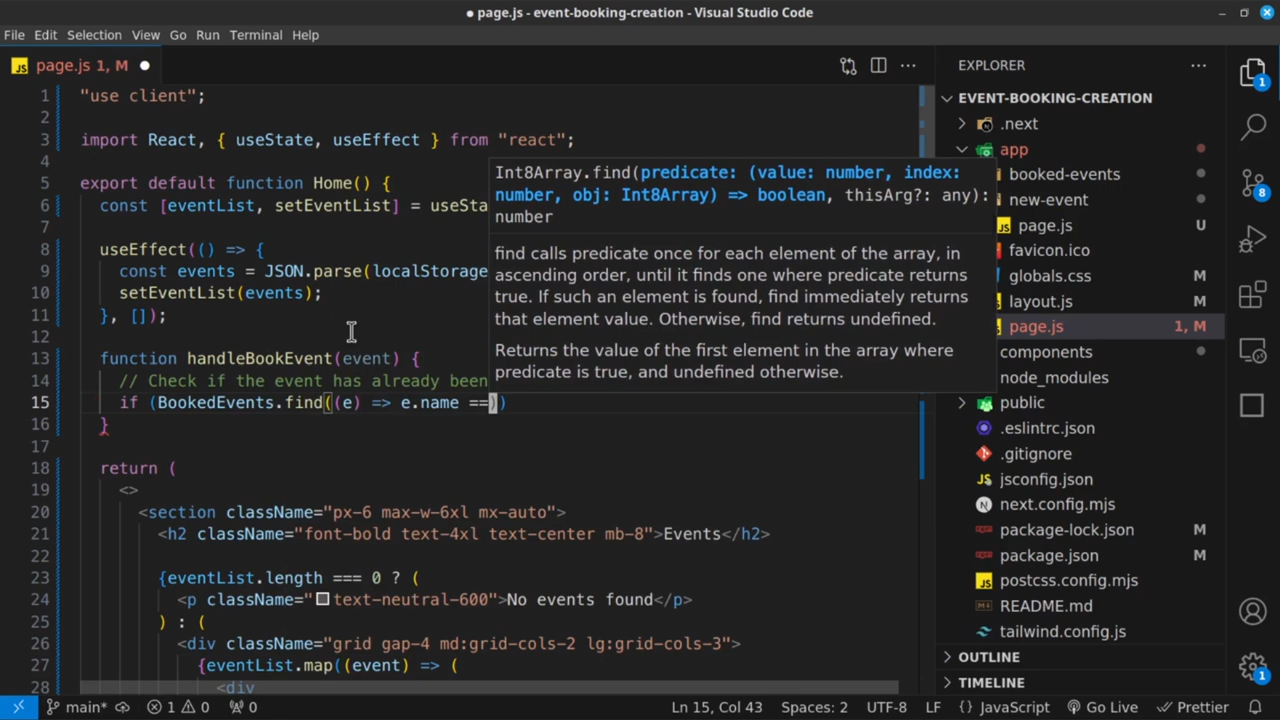 page.js - event-booking-creation - Visual Studio Code
File Edit Selection View Go Run Terminal Help
JS page.js 1, M
1 "use client";
2
3 import React, { useState, useEffect } from "react";
4
5 export default function Home() {
6 const [eventList, setEventList] = useSta
7
8 useEffect(() => {
9 const events = JSON.parse(localStorage
10 setEventList(events);
11 }, []);
12
13 function handleBookEvent(event) {
14 // Check if the event has already been
15 if (BookedEvents.find((e) => e.name ==))
16 }
17
18 return (
19 <>
20 <section className="px-6 max-w-6xl mx-auto">
21 <h2 className="font-bold text-4xl text-center mb-8">Events</h2>
22
23 {eventList.length === 0 ? (
24 <p className="text-neutral-600">No events found</p>
25 ) : (
26 <div className="grid gap-4 md:grid-cols-2 lg:grid-cols-3">
27 {eventList.map((event) => (
28 <div
Int8Array.find(predicate: (value: number, index:
number, obj: Int8Array) => boolean, thisArg?: any):
number
find calls predicate once for each element of the array, in
ascending order, until it finds one where predicate returns
true. If such an element is found, find immediately returns
that element value. Otherwise, find returns undefined.
Returns the value of the first element in the array where
predicate is true, and undefined otherwise.
EXPLORER
EVENT-BOOKING-CREATION
.next
app
booked-events
new-event
page.js U
favicon.ico
globals.css M
layout.js M
page.js 1, M
components
node_modules
public
.eslintrc.json
.gitignore
jsconfig.json
next.config.mjs
package-lock.json M
package.json M
postcss.config.mjs
README.md
tailwind.config.js
OUTLINE
TIMELINE
1
8
1
main* 1 0 0 Ln 15, Col 43 Spaces: 2 UTF-8 LF {} JavaScript Go Live Prettier